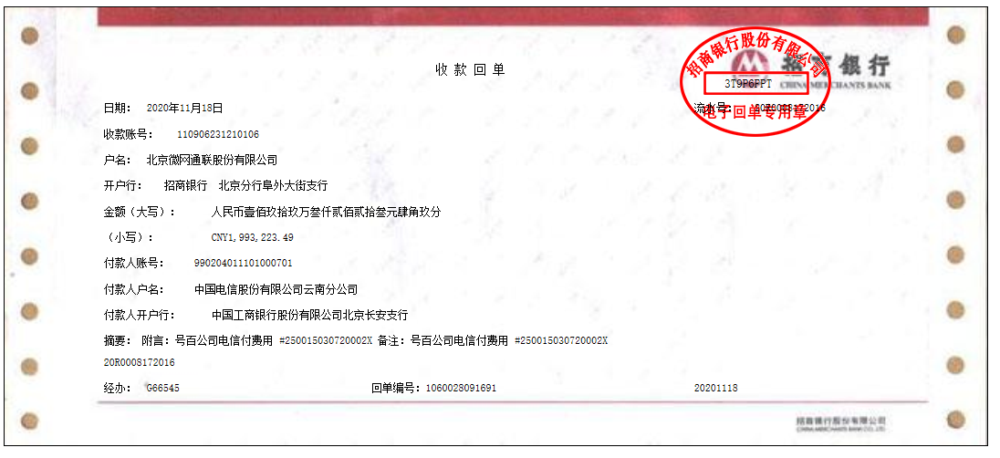 收款回单
招商银行股份有限公司
3T9P6FPT
电子回单专用章
招商银行
CHINA MERCHANTS BANK
日期： 2020年11月18日
流水号：
收款账号： 110906231210106
户名： 北京微网通联股份有限公司
开户行： 招商银行 北京分行阜外大街支行
金额（大写）： 人民币壹佰玖拾玖万叁仟贰佰贰拾叁元肆角玖分
（小写）： CNY1,993,223.49
付款人账号： 990204011101000701
付款人户名： 中国电信股份有限公司云南分公司
付款人开户行： 中国工商银行股份有限公司北京长安支行
摘要： 附言：号百公司电信付费用 #250015030720002X 备注：号百公司电信付费用 #250015030720002X
20R0008172016
经办： G66545 回单编号：1060028091691 20201118
招商银行股份有限公司
CHINA MERCHANTS BANK CO., LTD